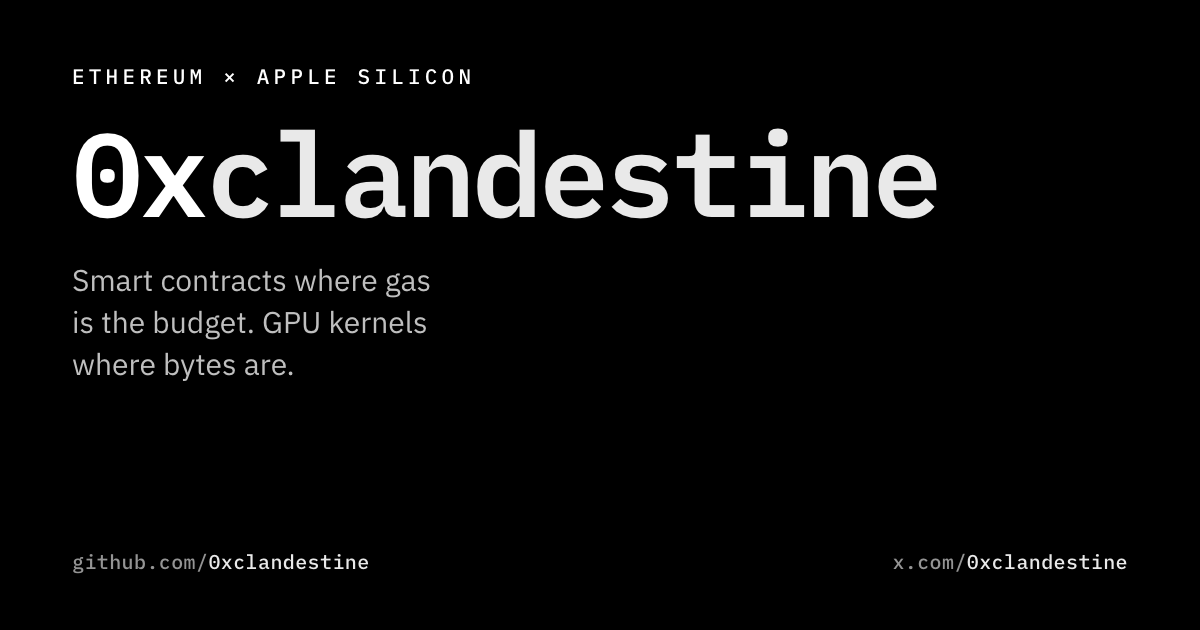 ETHEREUM × APPLE SILICON
0xclandestine
Smart contracts where gas
is the budget. GPU kernels
where bytes are.
github.com/0xclandestine
x.com/0xclandestine